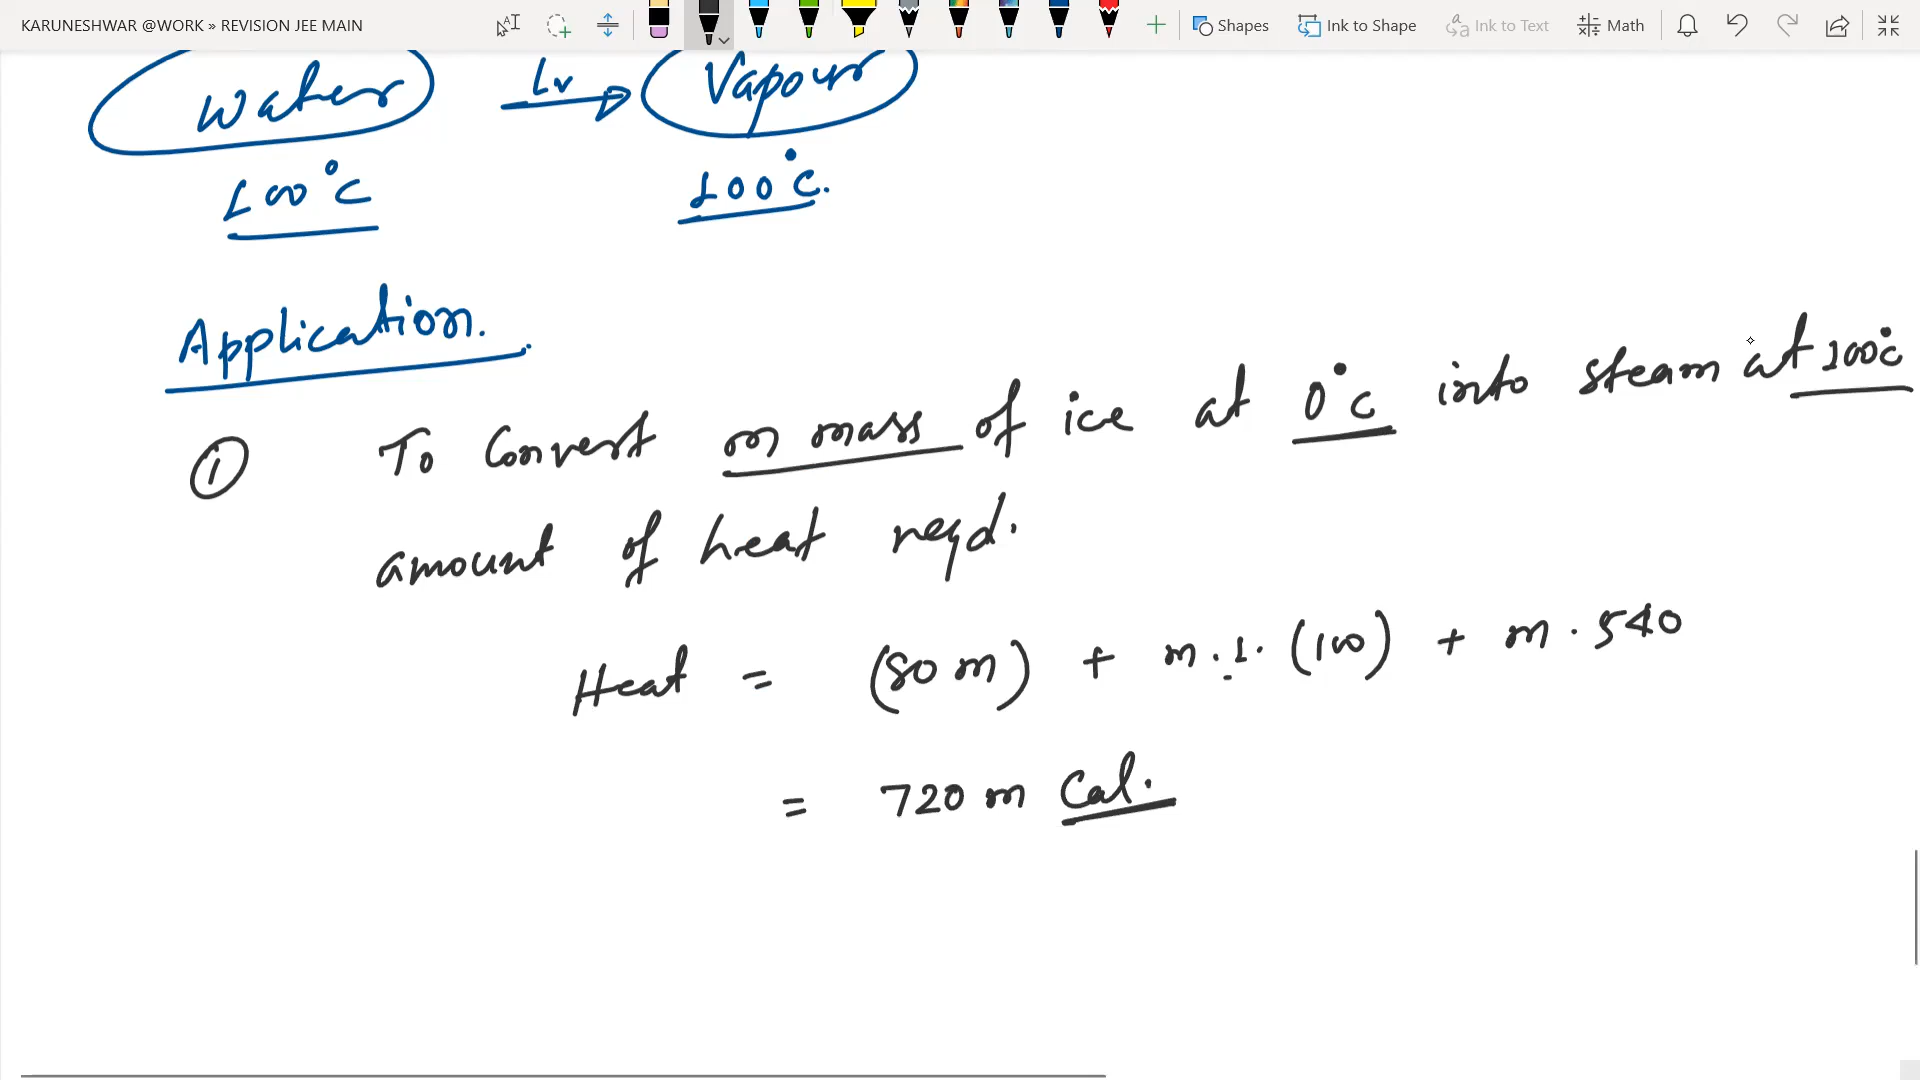 KARUNESHWAR @WORK » REVISION JEE MAIN
Shapes Ink to Shape Ink to Text Math
Water Lv Vapour
100°C 100°C.
Application.
① To Convert m mass of ice at 0°C into steam at 100°C
amount of heat reqd.
Heat = (80 m) + m.1.(100) + m.540
= 720 m Cal.